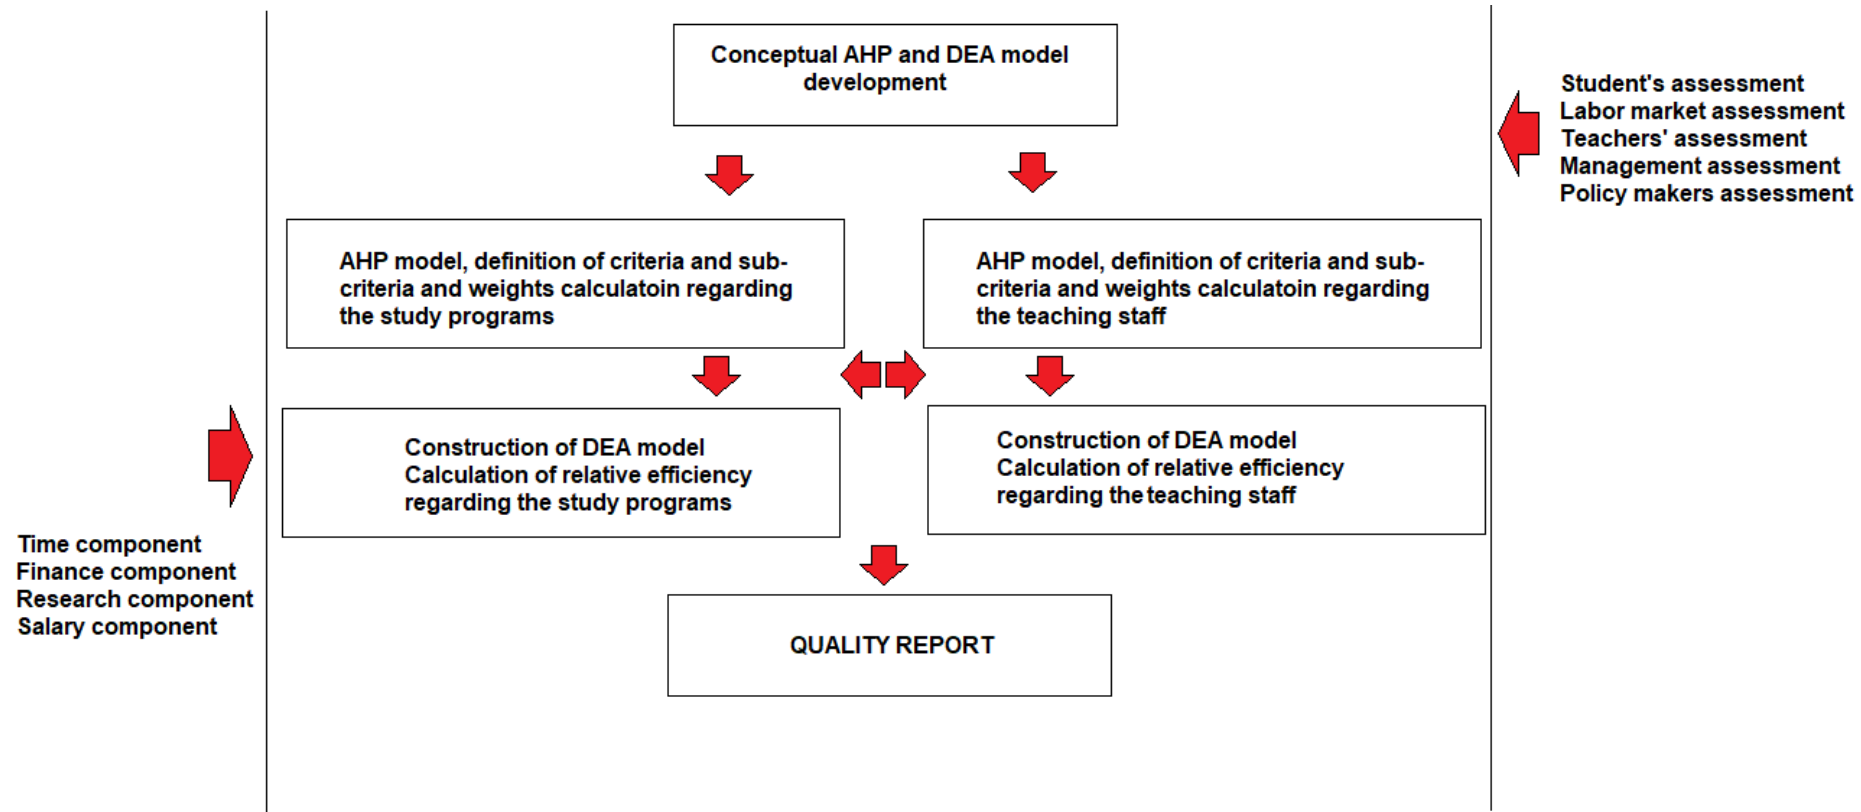 Conceptual AHP and DEA model
development
Student's assessment
Labor market assessment
Teachers' assessment
Management assessment
Policy makers assessment
AHP model, definition of criteria and sub-
criteria and weights calculatoin regarding
the study programs
AHP model, definition of criteria and sub-
criteria and weights calculatoin regarding
the teaching staff
Construction of DEA model
Calculation of relative efficiency
regarding the study programs
Construction of DEA model
Calculation of relative efficiency
regarding the teaching staff
Time component
Finance component
Research component
Salary component
QUALITY REPORT